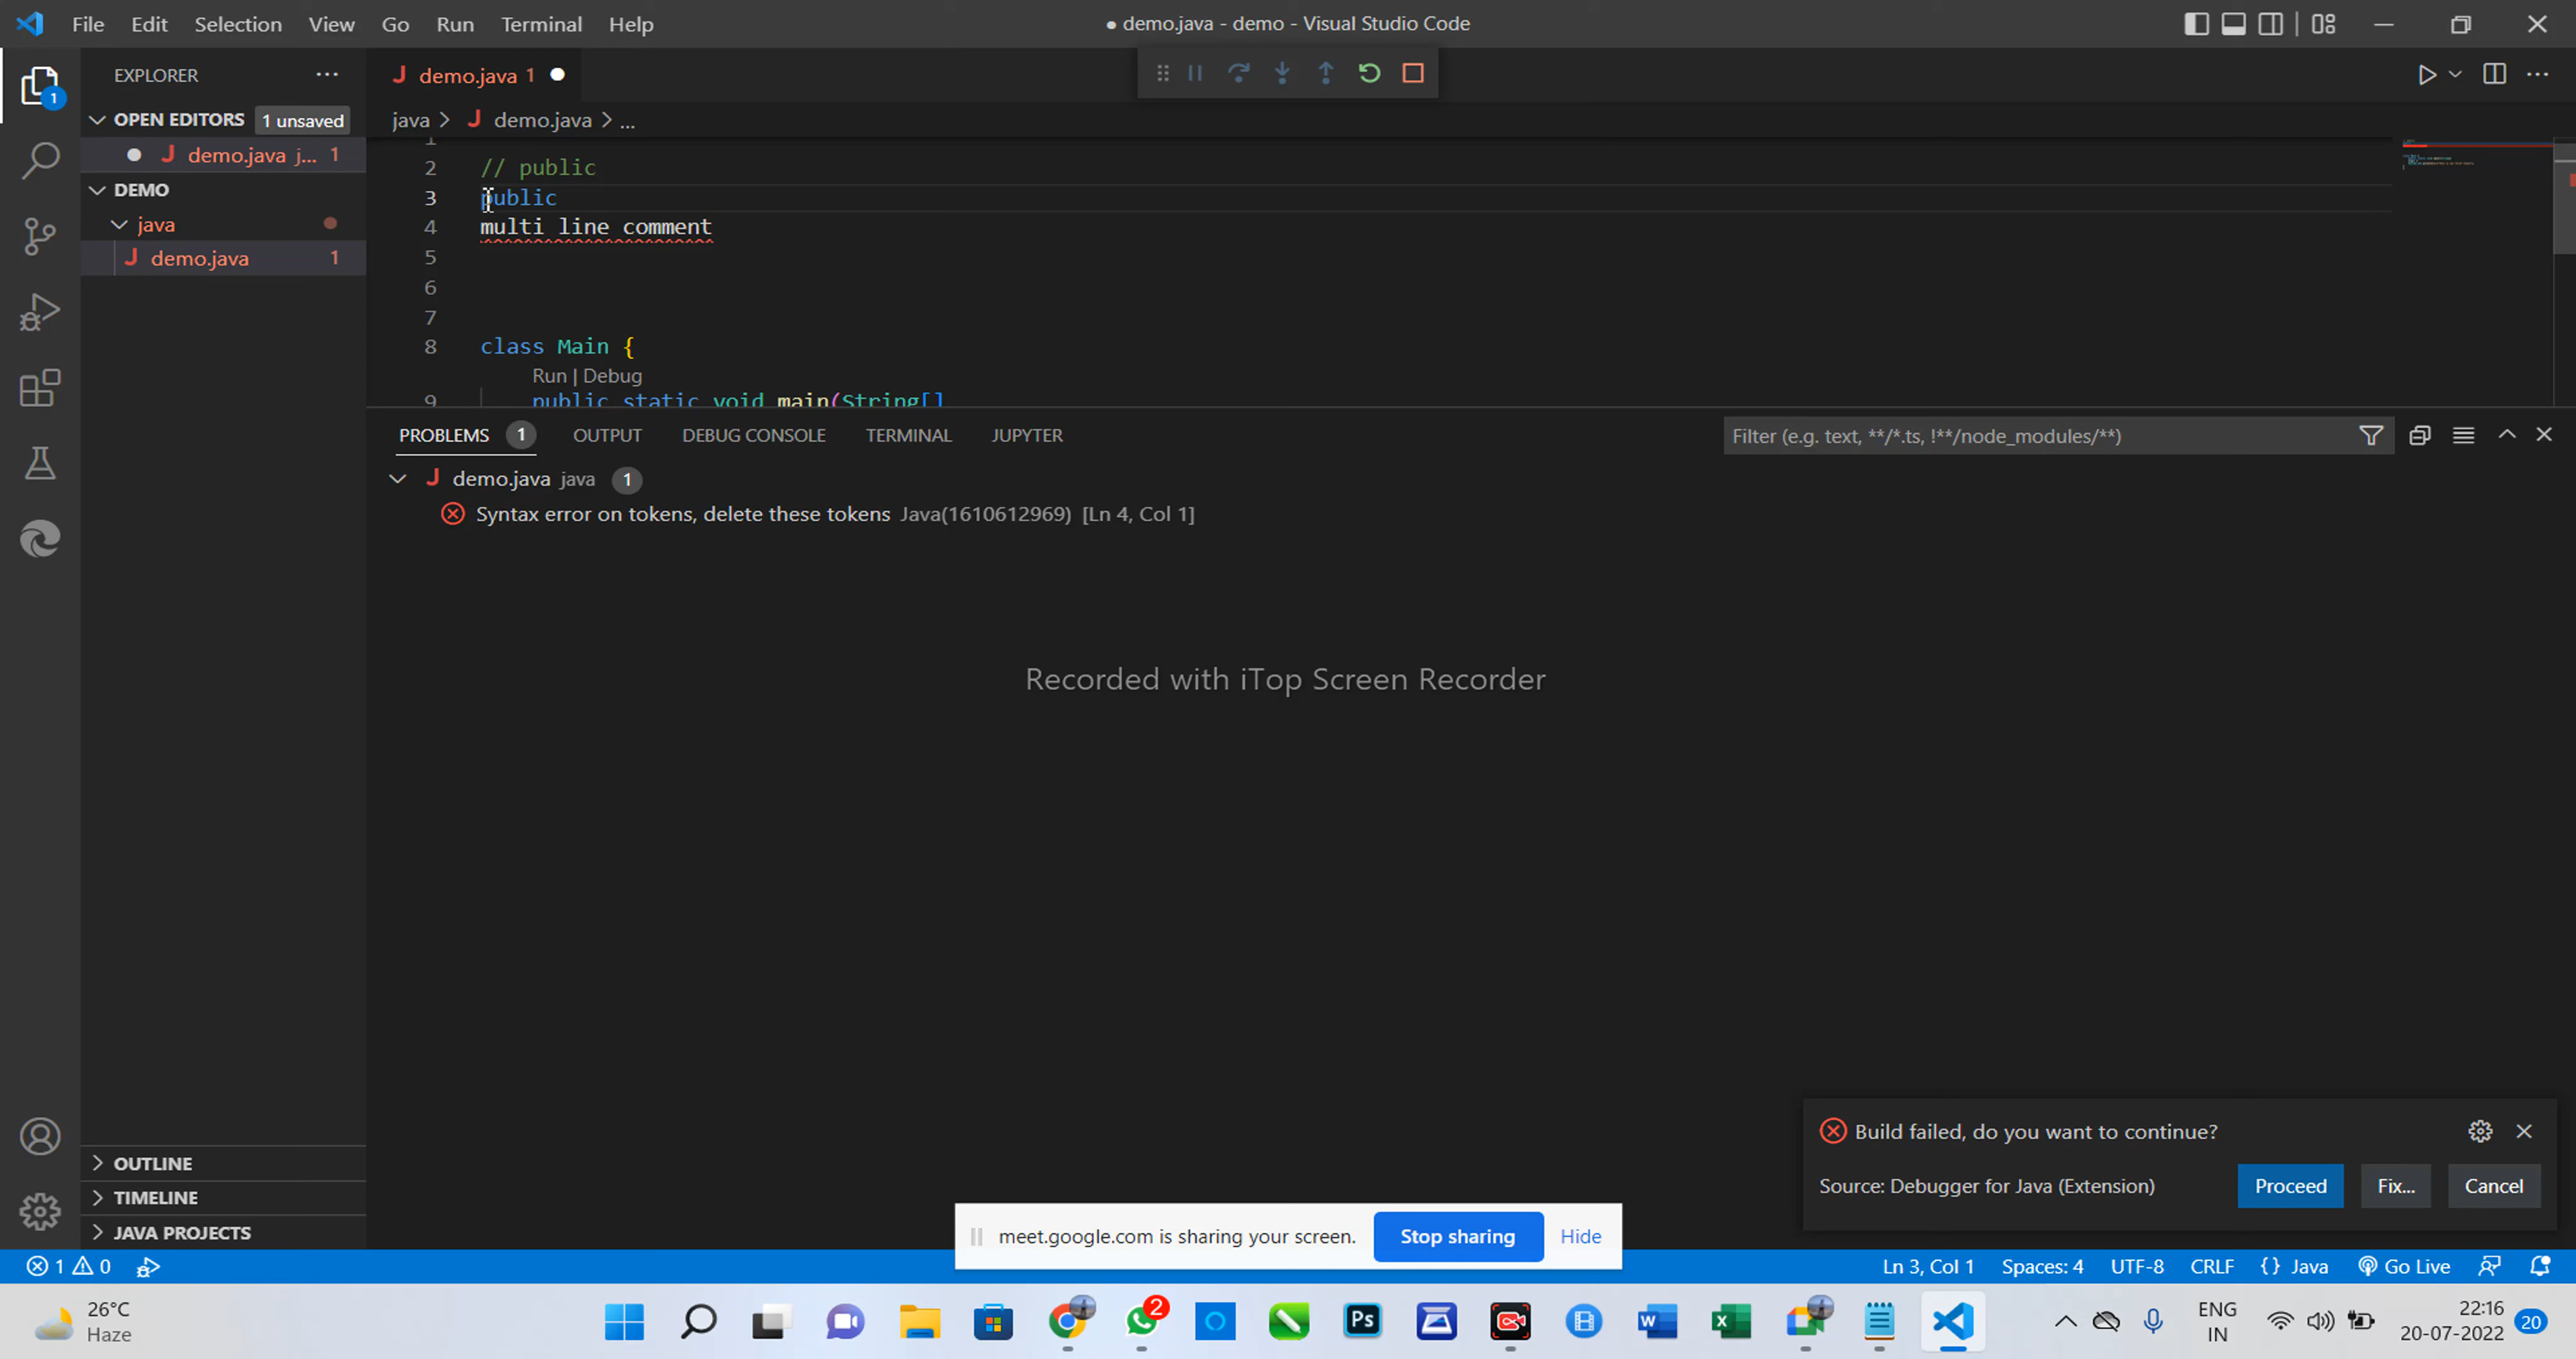 File Edit Selection View Go Run Terminal Help
● demo.java - demo - Visual Studio Code
EXPLORER ...
demo.java 1 ●
OPEN EDITORS 1 unsaved
java > demo.java > ...
● demo.java j... 1
DEMO
java
demo.java 1
1
2 // public
3 public
4 multi line comment
5
6
7
8 class Main {
Run | Debug
9 public static void main(String[]
PROBLEMS 1 OUTPUT DEBUG CONSOLE TERMINAL JUPYTER
Filter (e.g. text, **/*.ts, !**/node_modules/**)
demo.java java 1
Syntax error on tokens, delete these tokens Java(1610612969) [Ln 4, Col 1]
Recorded with iTop Screen Recorder
Build failed, do you want to continue?
Source: Debugger for Java (Extension) Proceed Fix... Cancel
OUTLINE
TIMELINE
JAVA PROJECTS
meet.google.com is sharing your screen. Stop sharing Hide
1 0
Ln 3, Col 1 Spaces: 4 UTF-8 CRLF {} Java Go Live
26°C
Haze
1
2
Ps
W
X
ENG
IN
22:16
20-07-2022
20